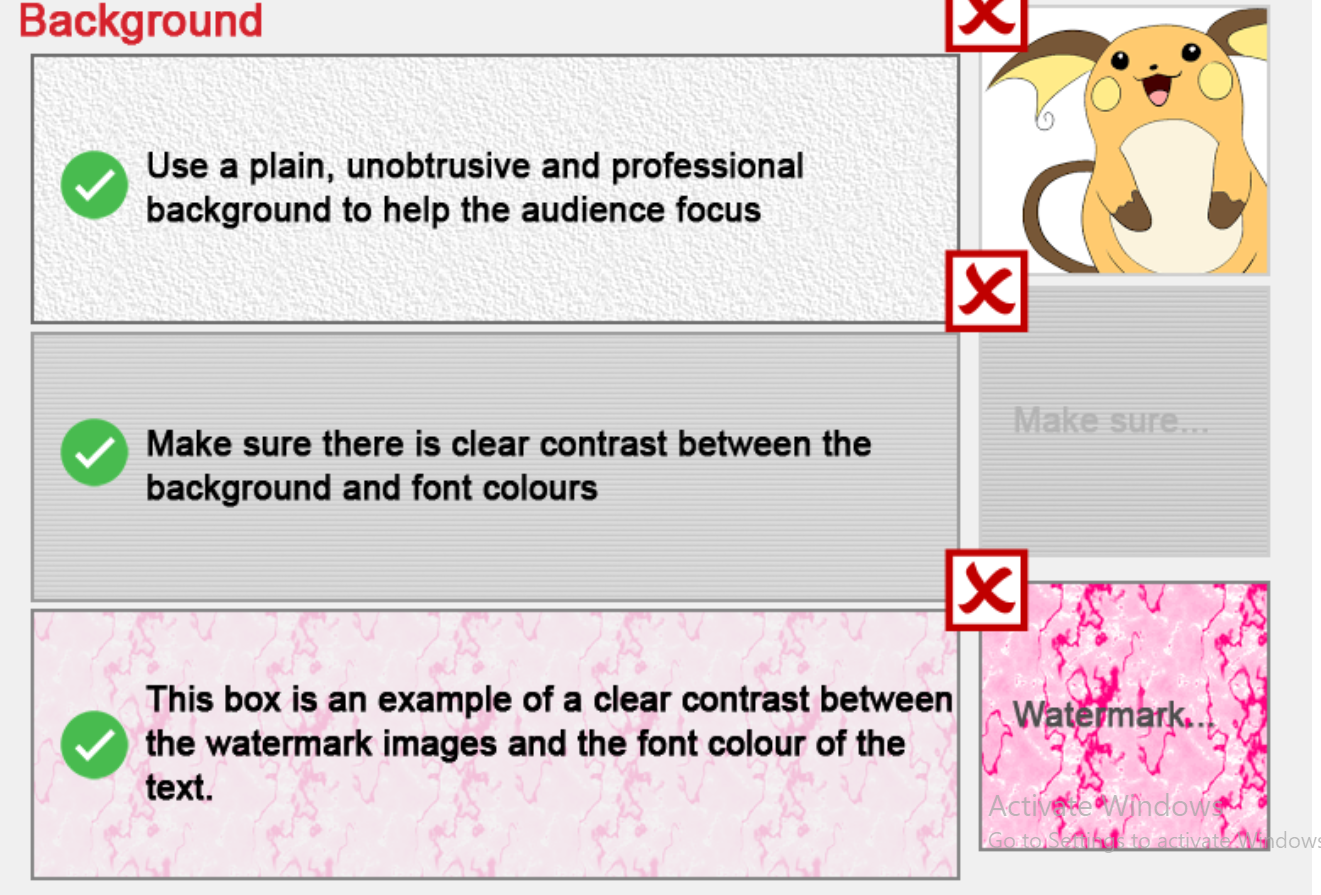 Background
Use a plain, unobtrusive and professional
background to help the audience focus
Make sure there is clear contrast between the
background and font colours
Make sure...
This box is an example of a clear contrast between
the watermark images and the font colour of the
text.
Watermark...
Activate Windows
Go to Settings to activate Windows